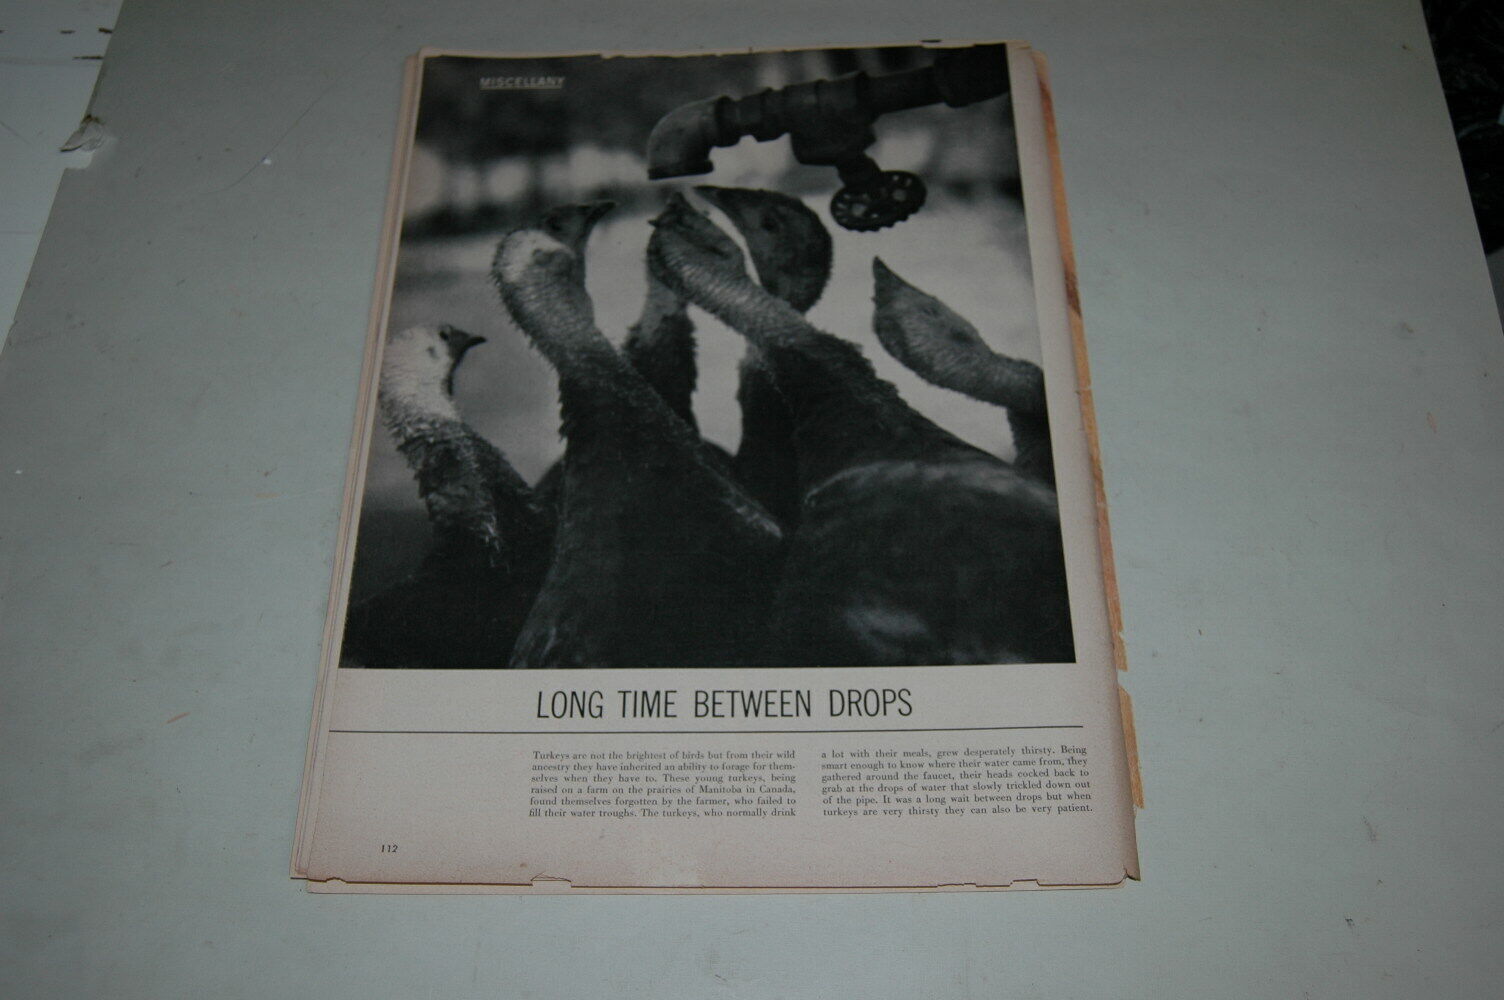 MISCELLANY
LONG TIME BETWEEN DROPS
Turkeys are not the brightest of birds but from their wild
ancestry they have inherited an ability to forage for them-
selves when they have to. These young turkeys, being
raised on a farm on the prairies of Manitoba in Canada,
found themselves forgotten by the farmer, who failed to
fill their water troughs. The turkeys, who normally drink
a lot with their meals, grew desperately thirsty. Being
smart enough to know where their water came from, they
gathered around the faucet, their heads cocked back to
grab at the drops of water that slowly trickled down out
of the pipe. It was a long wait between drops but when
turkeys are very thirsty they can also be very patient.
112